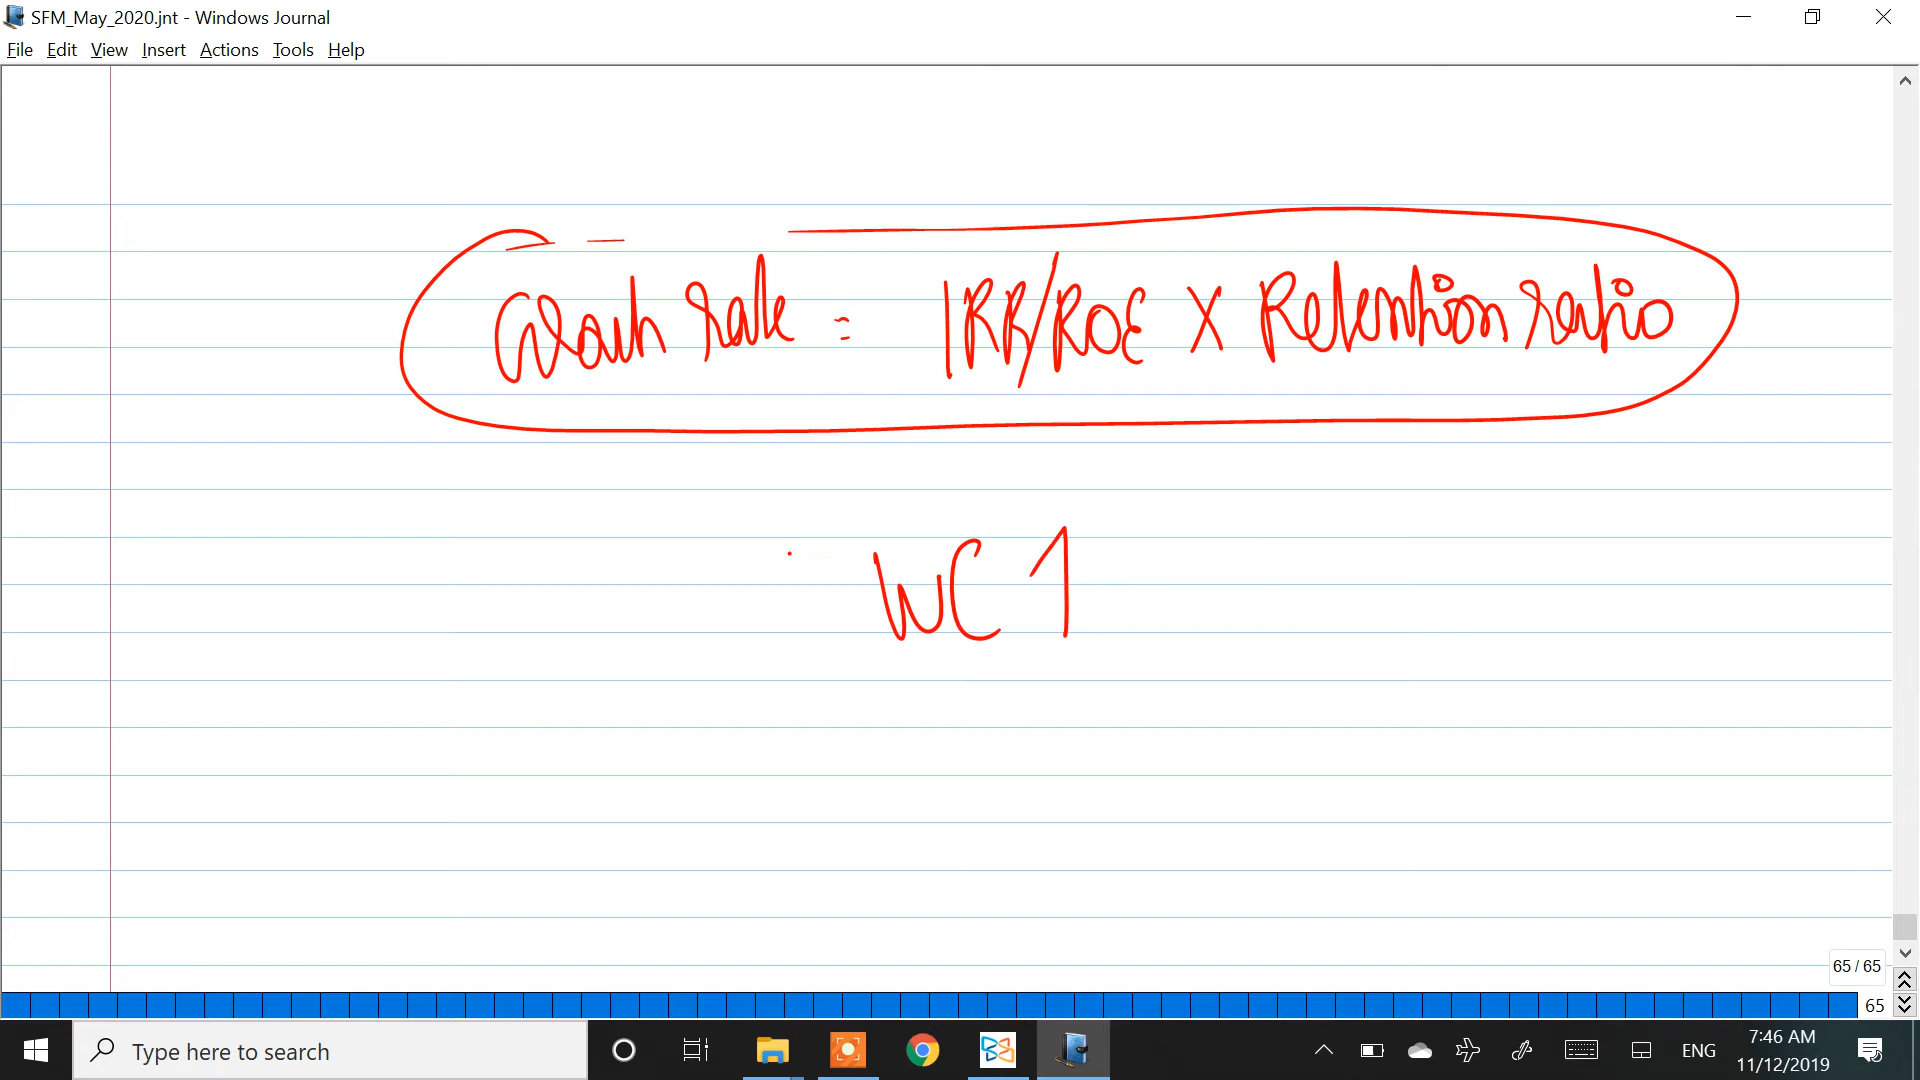 SFM_May_2020.jnt - Windows Journal
File Edit View Insert Actions Tools Help
Growth rate = IRR/ROE X Retention ratio
WC ↑
65 / 65
65
Type here to search
ENG
7:46 AM
11/12/2019